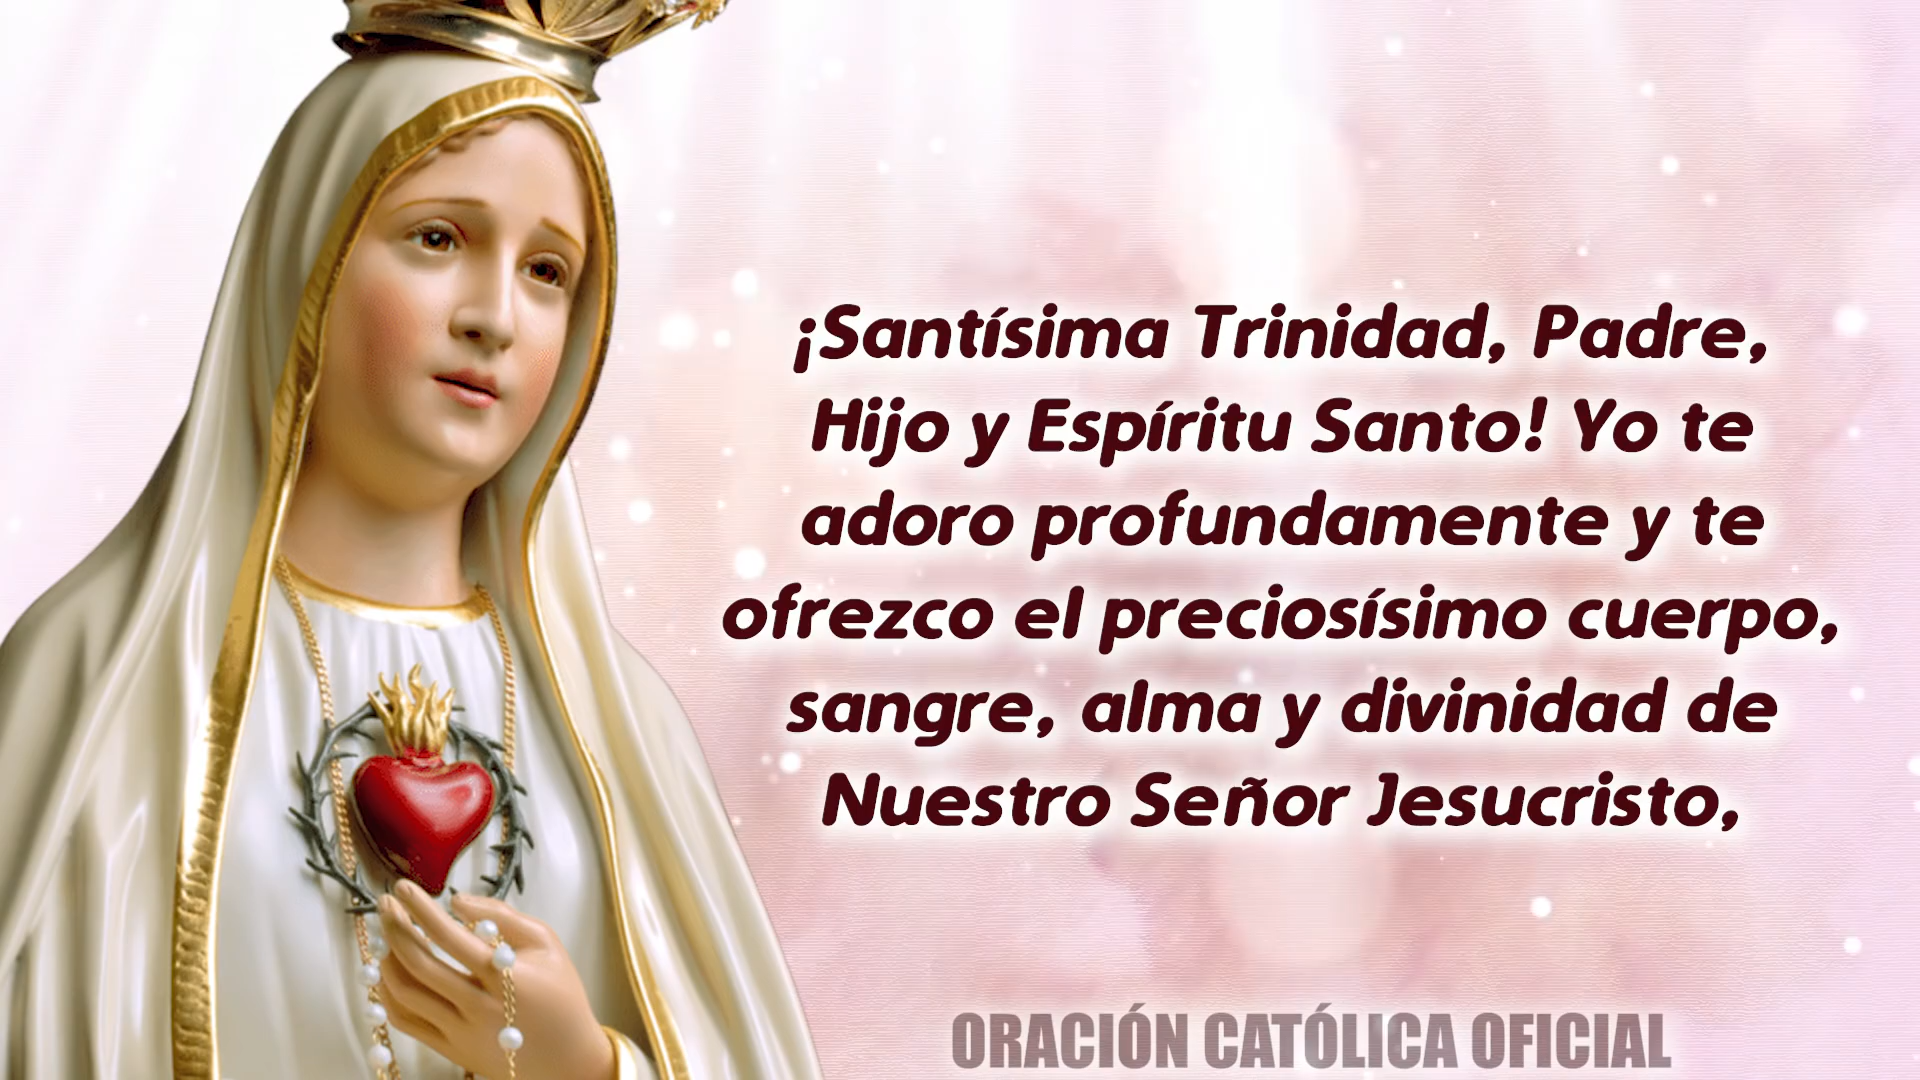 ¡Santísima Trinidad, Padre,
Hijo y Espíritu Santo! Yo te
adoro profundamente y te
ofrezco el preciosísimo cuerpo,
sangre, alma y divinidad de
Nuestro Señor Jesucristo,
ORACIÓN CATÓLICA OFICIAL